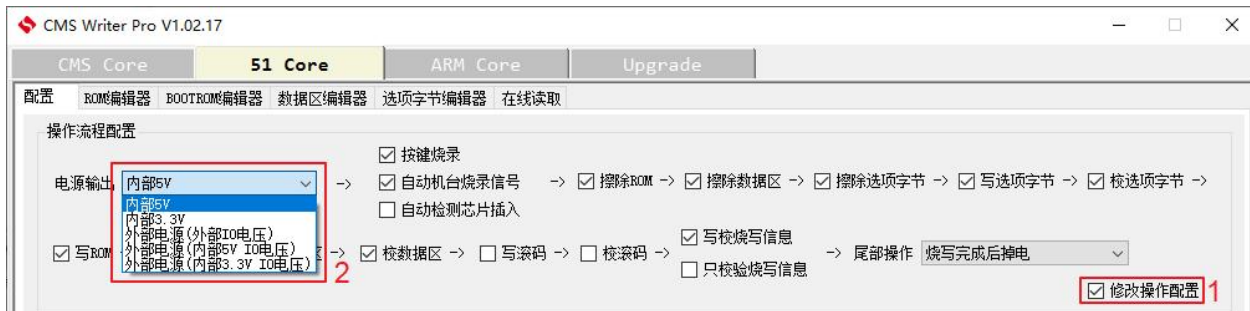 CMS Writer Pro V1.02.17
CMS Core 51 Core ARM Core Upgrade
配置 ROM编辑器 BOOTROM编辑器 数据区编辑器 选项字节编辑器 在线读取
操作流程配置
按键烧录
电源输出 内部5V -> 自动机台烧录信号 -> 擦除ROM -> 擦除数据区 -> 擦除选项字节 -> 写选项字节 -> 校选项字节 ->
自动检测芯片插入
内部5V
内部3.3V
外部电源(外部IO电压)
外部电源(内部5V IO电压)
外部电源(内部3.3V IO电压)
2
写校烧写信息
写ROM 区 -> 校数据区 -> 写滚码 -> 校滚码 -> -> 尾部操作 烧写完成后掉电
只校验烧写信息
修改操作配置 1